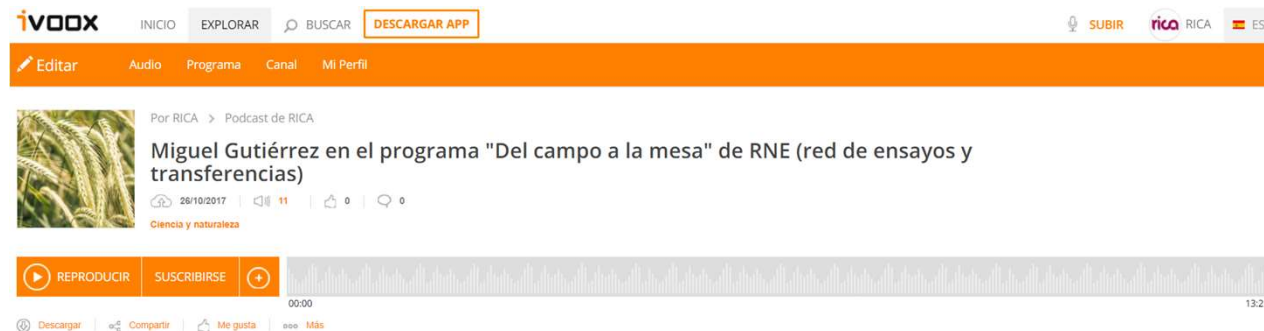 ivoox INICIO EXPLORAR BUSCAR DESCARGAR APP SUBIR rica RICA ES
Editar Audio Programa Canal Mi Perfil
Por RICA > Podcast de RICA
Miguel Gutiérrez en el programa "Del campo a la mesa" de RNE (red de ensayos y
transferencias)
26/10/2017 11 0 0
Ciencia y naturaleza
REPRODUCIR SUSCRIBIRSE
00:00 13:2
Descargar Compartir Me gusta Más